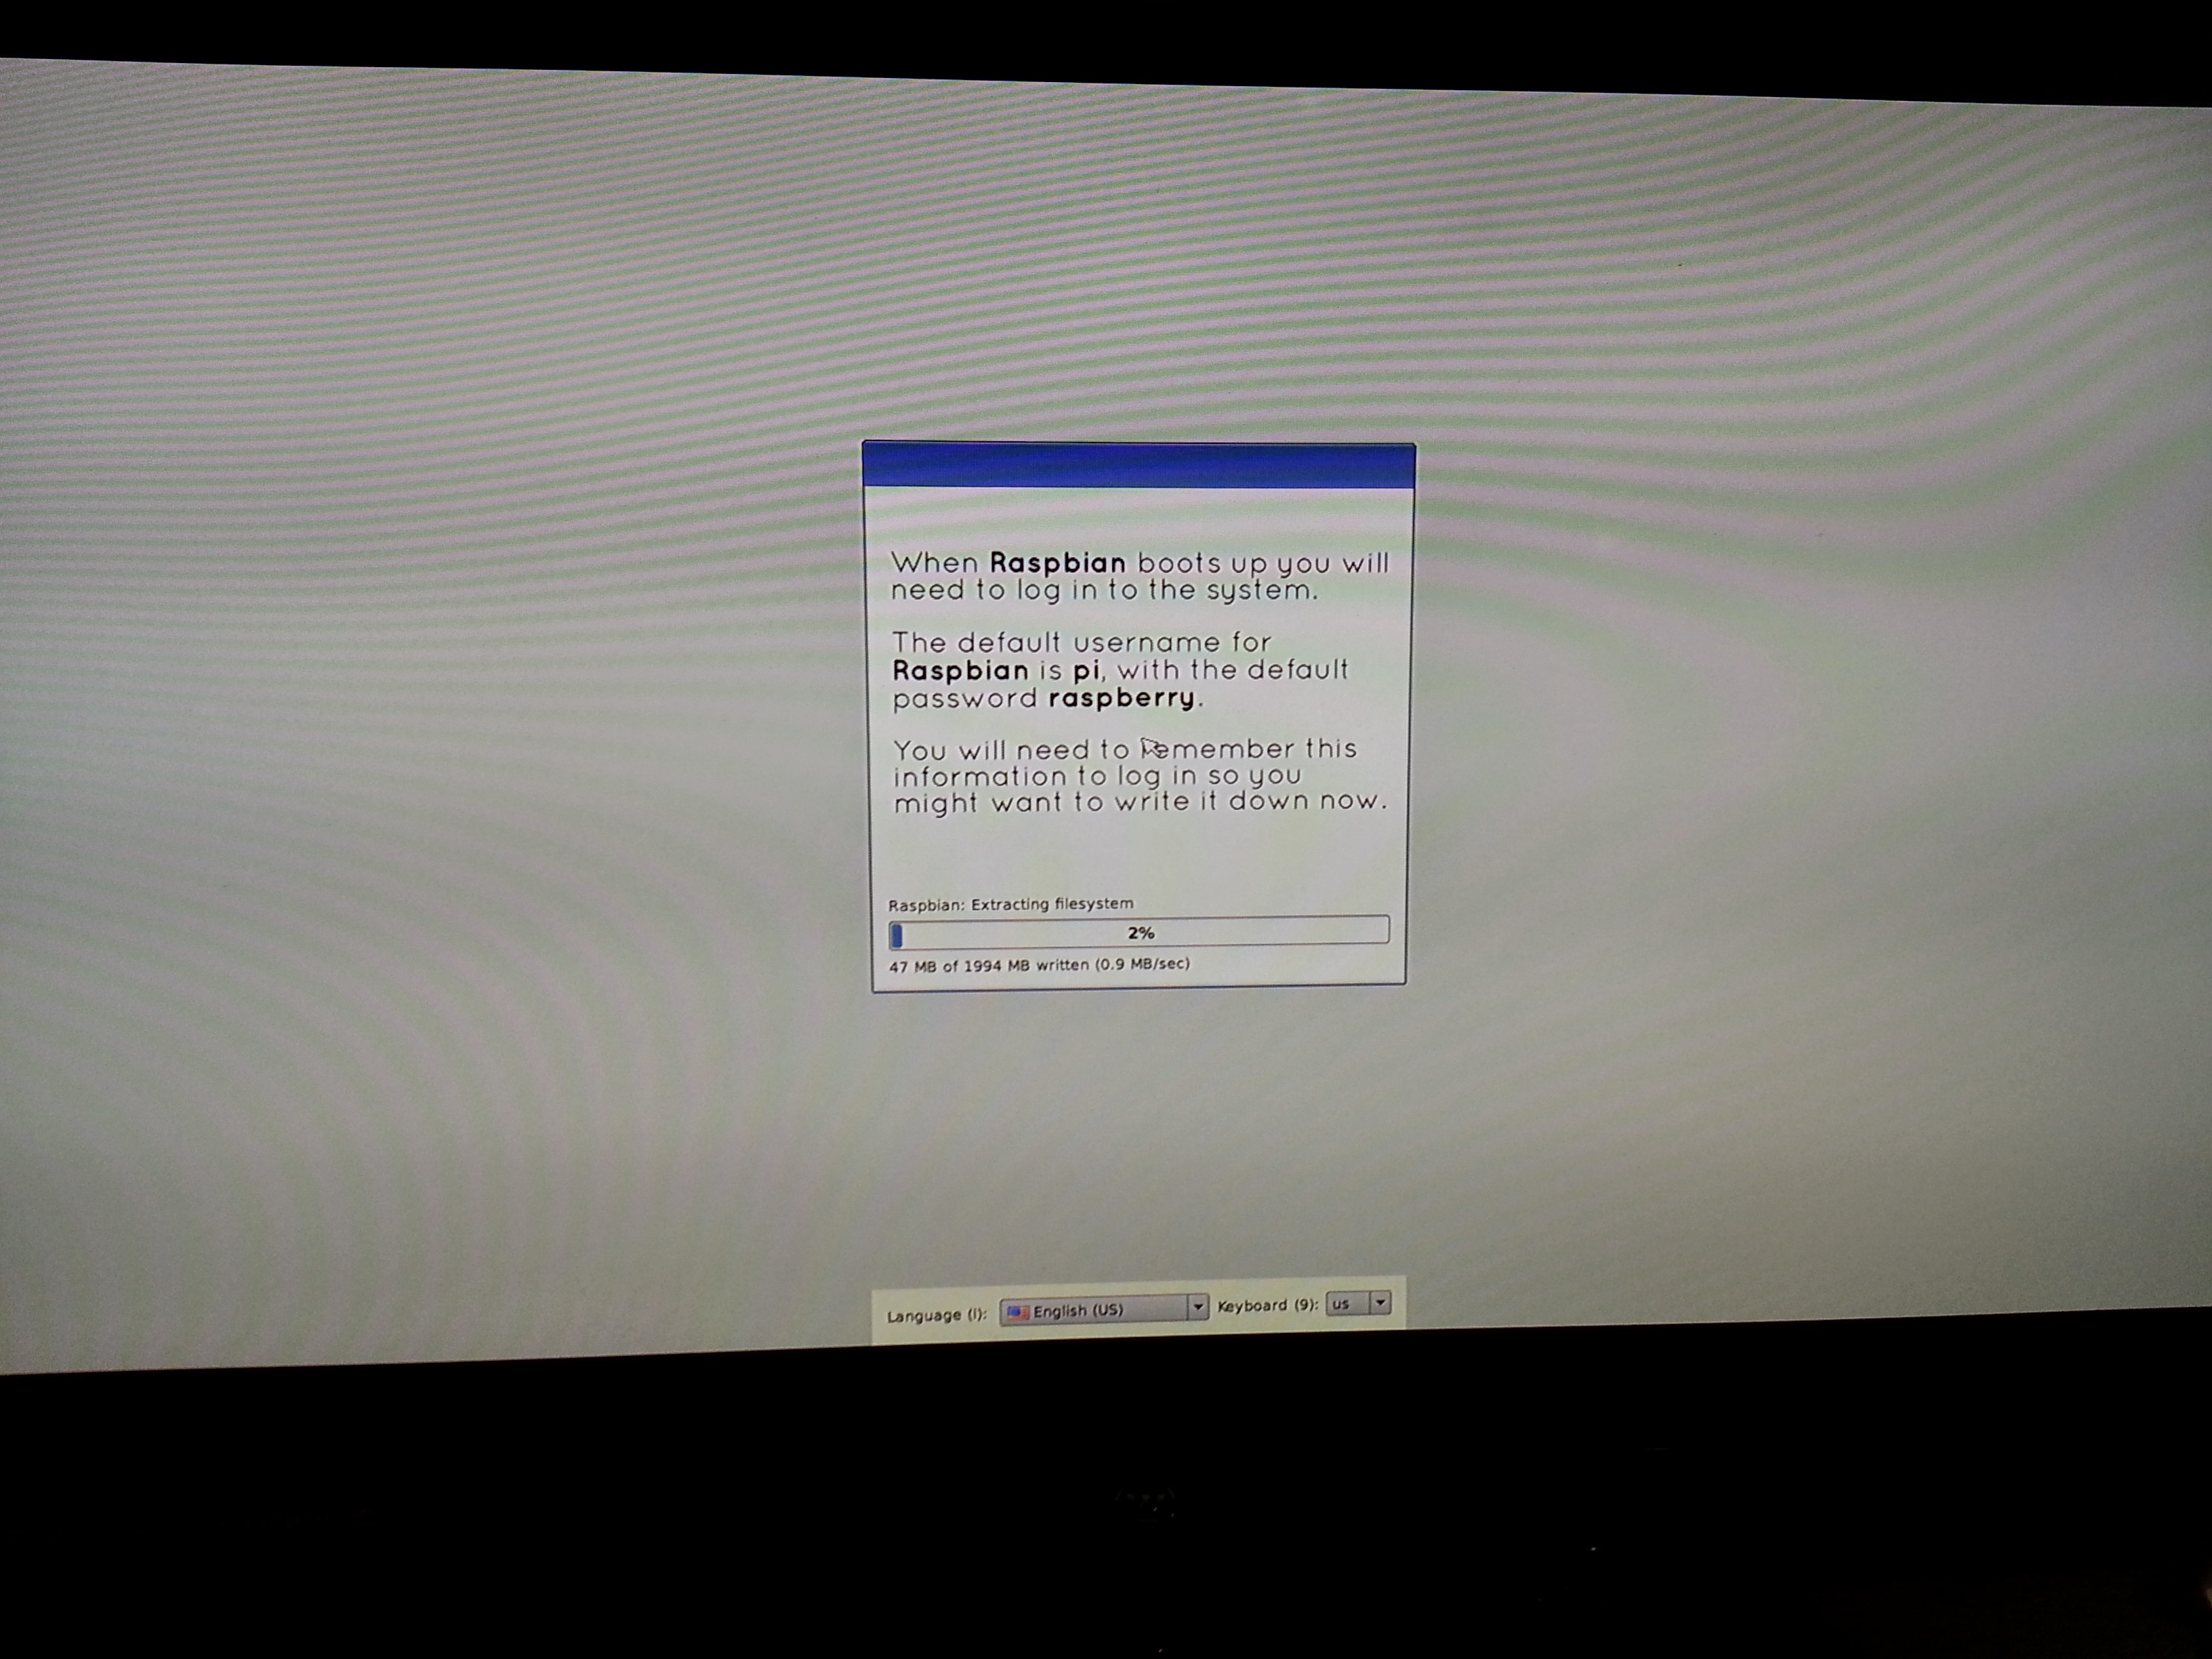 When Raspbian boots up you will
need to log in to the system.
The default username for
Raspbian is pi, with the default
password raspberry.
You will need to remember this
information to log in so you
might want to write it down now.
Raspbian: Extracting filesystem
2%
47 MB of 1994 MB written (0.9 MB/sec)
Language (l): English (US) Keyboard (9): us